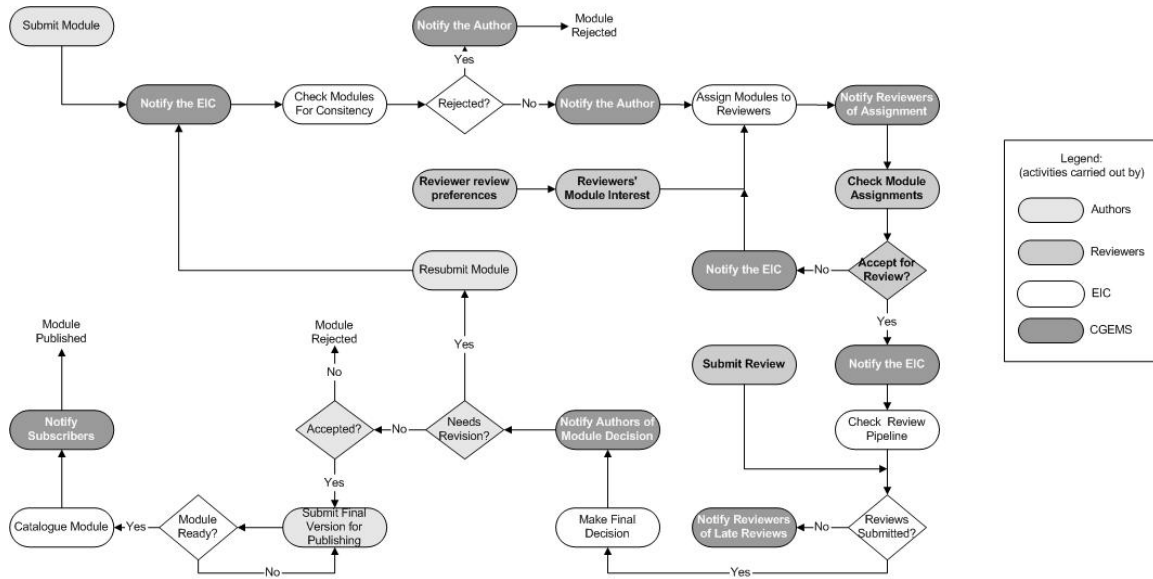 Submit Module
Notify the Author
Module
Rejected
Yes
Notify the EIC
Check Modules
For Consitency
Rejected?
No
Notify the Author
Assign Modules to
Reviewers
Notify Reviewers
of Assignment
Legend:
(activities carried out by)
Authors
Reviewers
EIC
CGEMS
Reviewer review
preferences
Reviewers'
Module Interest
Check Module
Assignments
Resubmit Module
Notify the EIC
No
Accept for
Review?
Yes
Module
Published
Module
Rejected
Yes
Submit Review
Notify the EIC
No
Notify
Subscribers
Accepted?
No
Needs
Revision?
Notify Authors of
Module Decision
Check Review
Pipeline
Yes
Catalogue Module
Yes
Module
Ready?
Submit Final
Version for
Publishing
Make Final
Decision
Notify Reviewers
of Late Reviews
No
Reviews
Submitted?
No
Yes